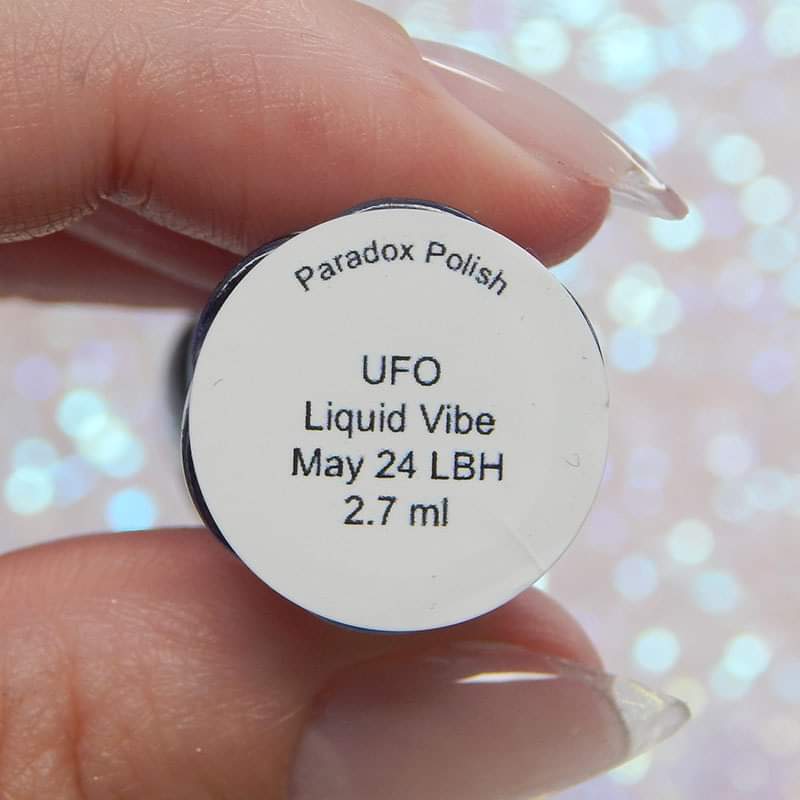 Paradox Polish
UFO
Liquid Vibe
May 24 LBH
2.7 ml